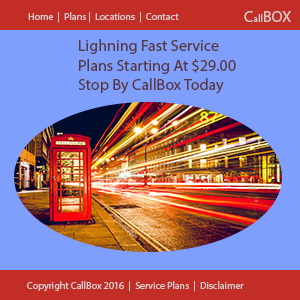 Home | Plans | Locations | Contact
CallBOX
Lighning Fast Service
Plans Starting At $29.00
Stop By CallBox Today
Copyright CallBox 2016 | Service Plans | Disclaimer